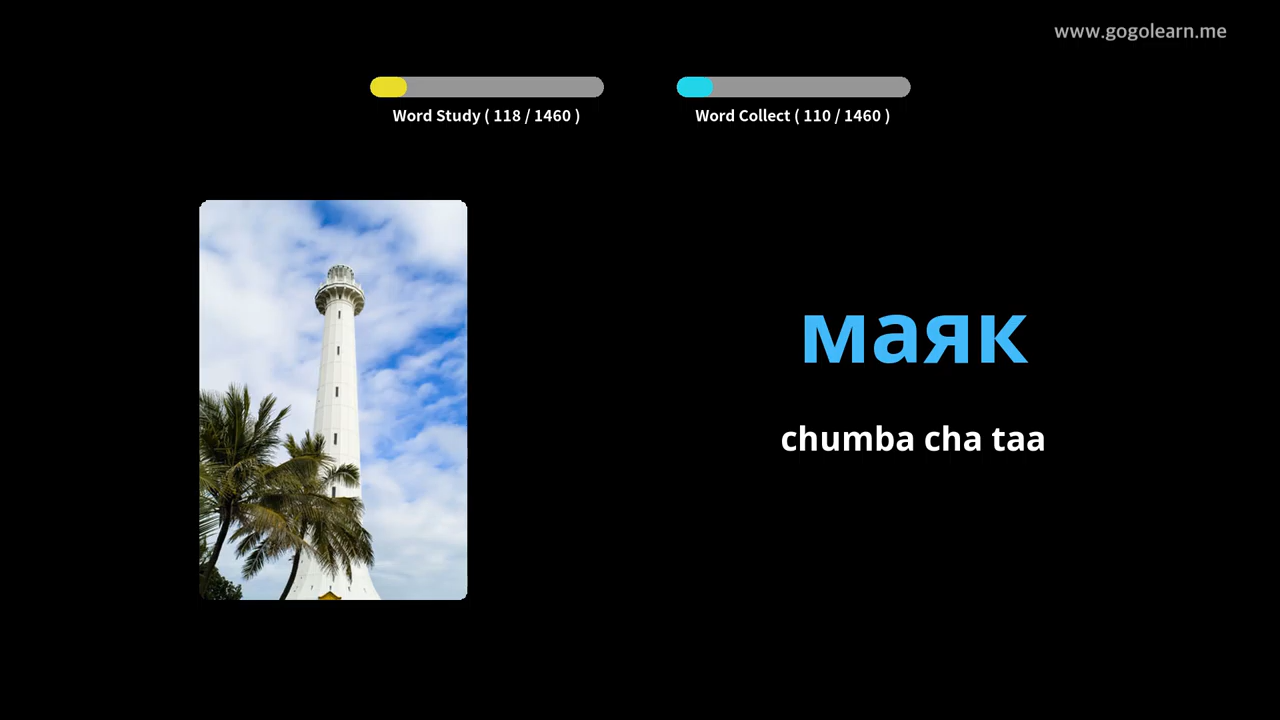 www.gogolearn.me
Word Study ( 118 / 1460 )
Word Collect ( 110 / 1460 )
маяк
chumba cha taa